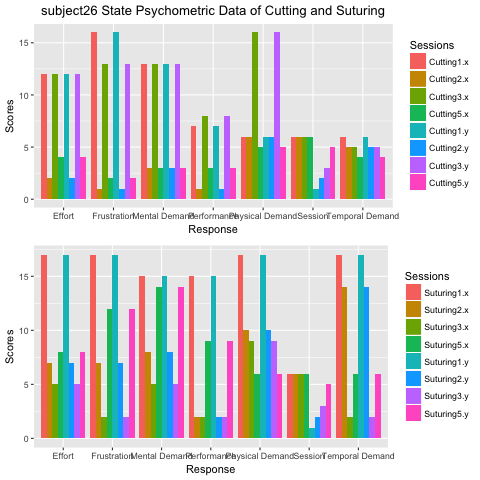 subject26 State Psychometric Data of Cutting and Suturing
Scores
15
10
5
0
Effort Frustration Mental Demand Performance Physical Demand Session Temporal Demand
Response
Sessions
Cutting1.x
Cutting2.x
Cutting3.x
Cutting5.x
Cutting1.y
Cutting2.y
Cutting3.y
Cutting5.y
Scores
15
10
5
0
Effort Frustration Mental Demand Performance Physical Demand Session Temporal Demand
Response
Sessions
Suturing1.x
Suturing2.x
Suturing3.x
Suturing5.x
Suturing1.y
Suturing2.y
Suturing3.y
Suturing5.y